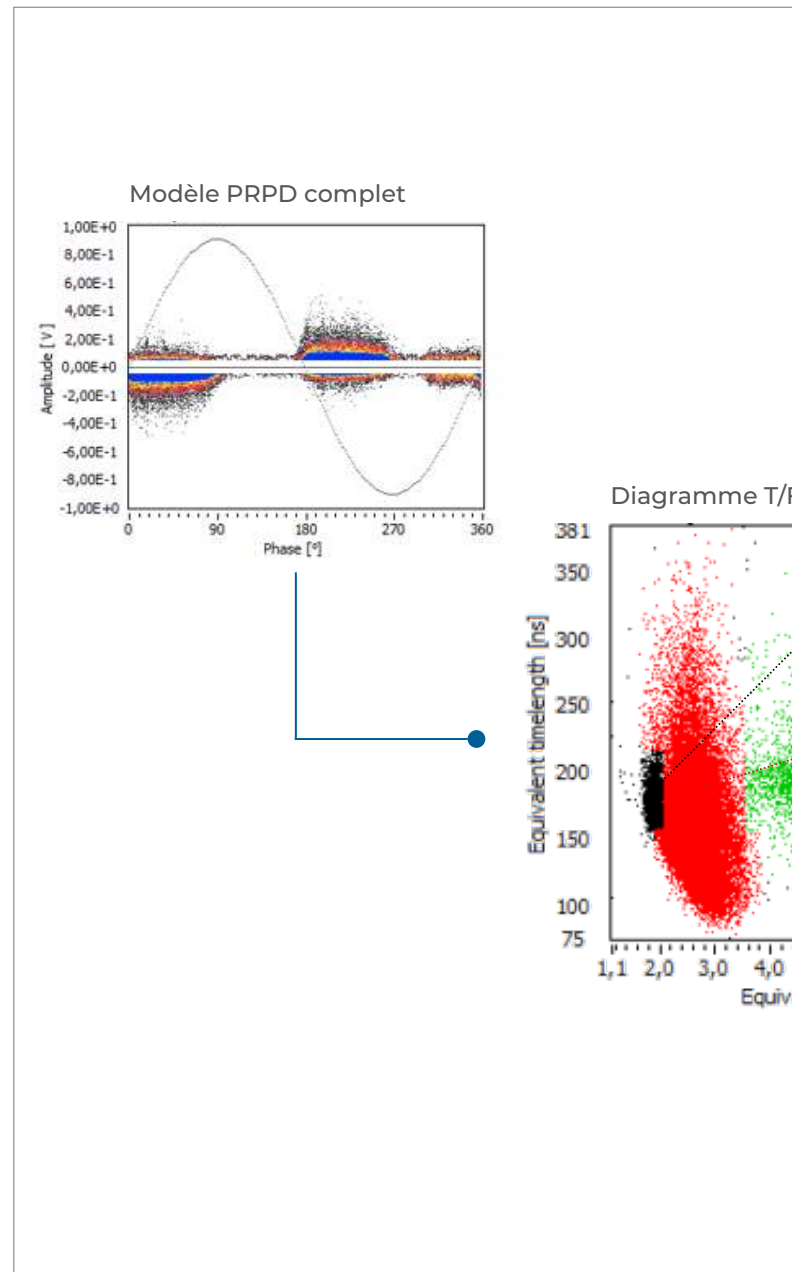 Modèle PRPD complet
1,00E+0
8,00E-1
6,00E-1
4,00E-1
2,00E-1
0,00E+0
-2,00E-1
-4,00E-1
-6,00E-1
-8,00E-1
-1,00E+0
Amplitude [V]
0 90 180 270 360
Phase [°]
Diagramme T/F
381
350
300
250
200
150
100
75
Equivalent timelength [ns]
1,1 2,0 3,0 4,0
Equiv